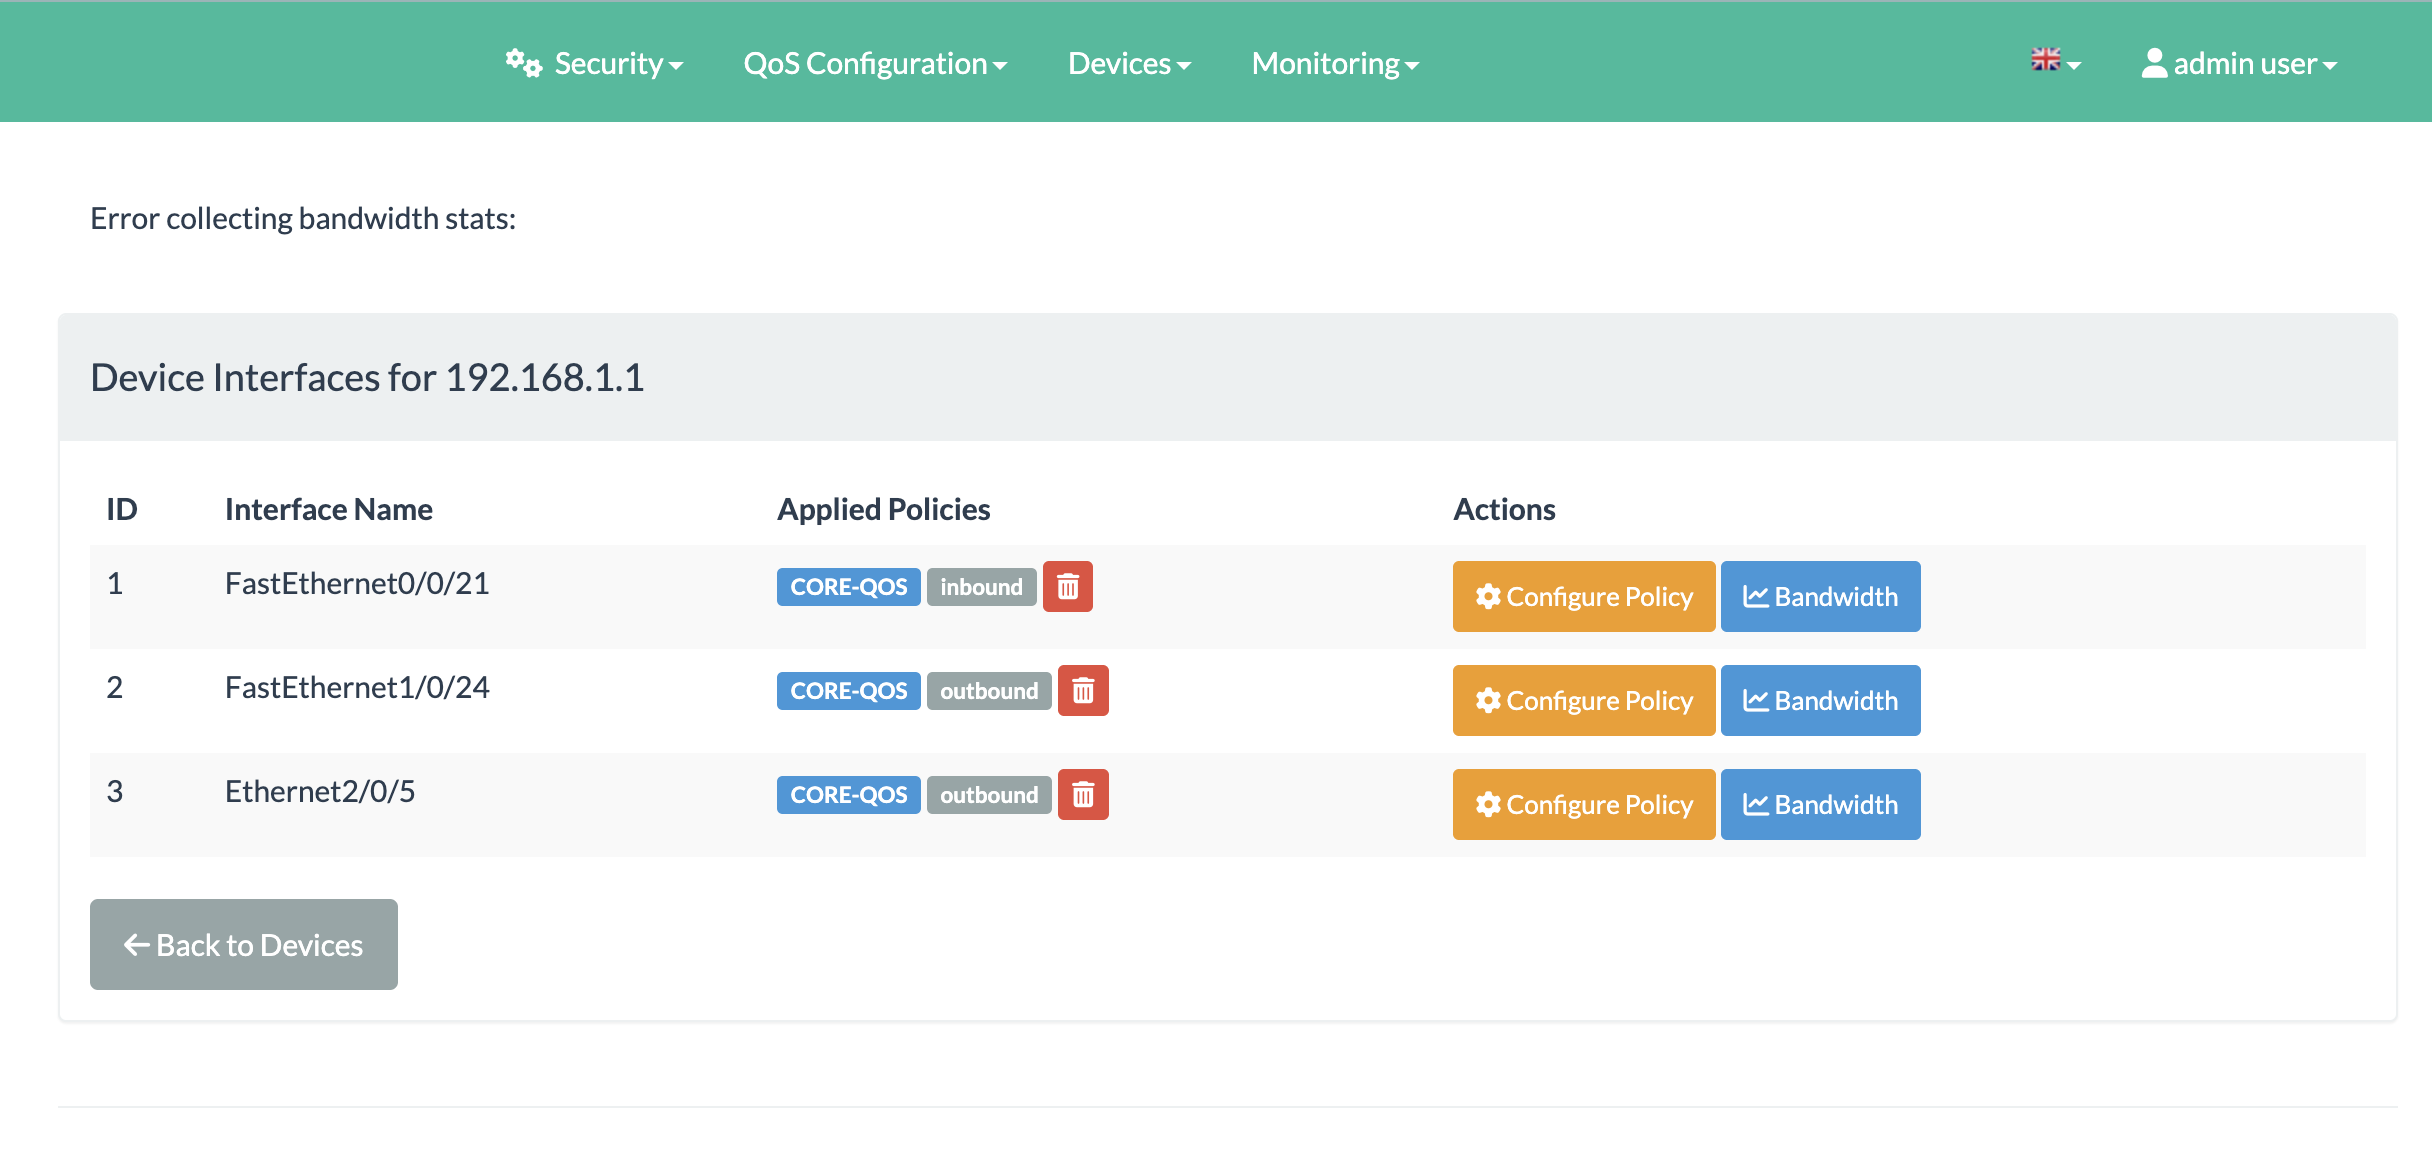 Security QoS Configuration Devices Monitoring admin user
Error collecting bandwidth stats:
Device Interfaces for 192.168.1.1
ID Interface Name Applied Policies Actions
1 FastEthernet0/0/21 CORE-QOS inbound Configure Policy Bandwidth
2 FastEthernet1/0/24 CORE-QOS outbound Configure Policy Bandwidth
3 Ethernet2/0/5 CORE-QOS outbound Configure Policy Bandwidth
Back to Devices